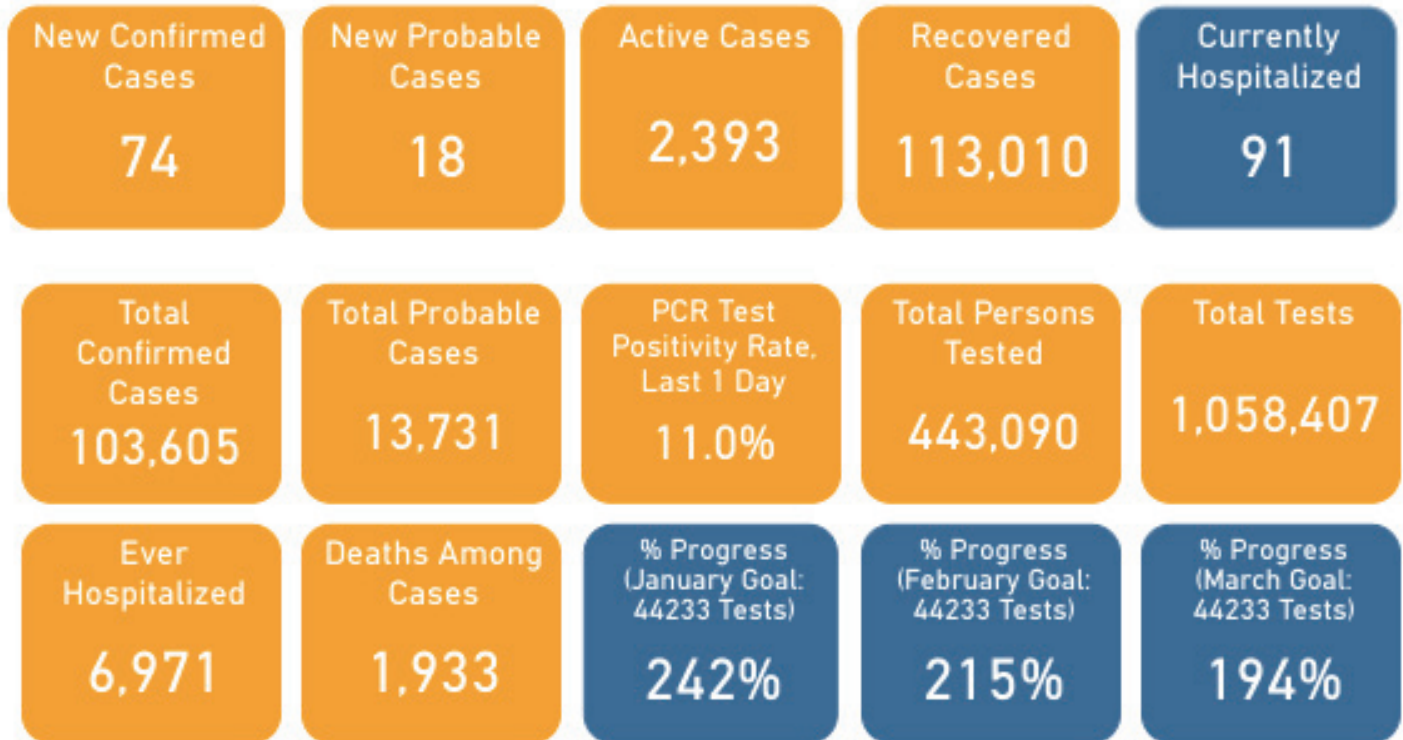 New Confirmed
Cases
74
New Probable
Cases
18
Active Cases
2,393
Recovered
Cases
113,010
Currently
Hospitalized
91
Total
Confirmed
Cases
103,605
Total Probable
Cases
13,731
PCR Test
Positivity Rate,
Last 1 Day
11.0%
Total Persons
Tested
443,090
Total Tests
1,058,407
Ever
Hospitalized
6,971
Deaths Among
Cases
1,933
% Progress
(January Goal:
44233 Tests)
242%
% Progress
(February Goal:
44233 Tests)
215%
% Progress
(March Goal:
44233 Tests)
194%